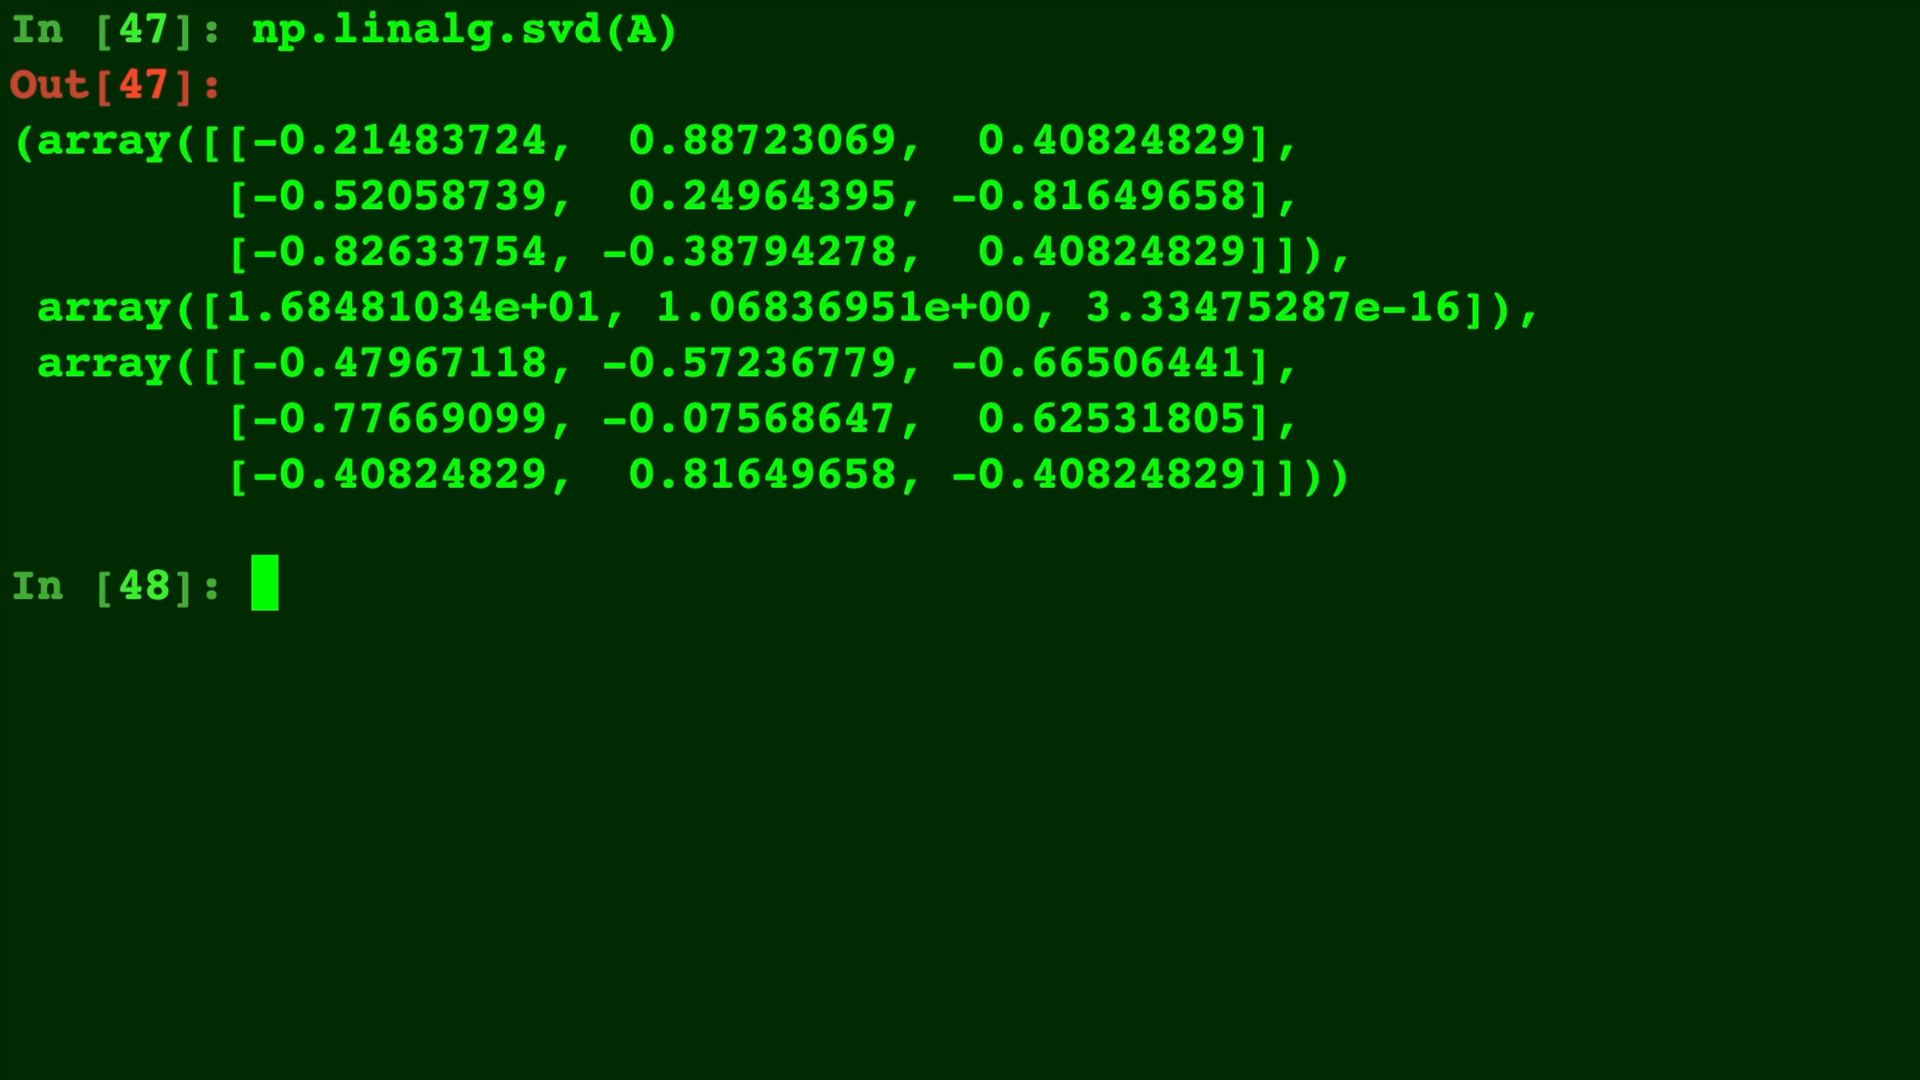 In [47]: np.linalg.svd(A)
Out[47]:
(array([[-0.21483724,  0.88723069,  0.40824829],
        [-0.52058739,  0.24964395, -0.81649658],
        [-0.82633754, -0.38794278,  0.40824829]]),
 array([1.68481034e+01, 1.06836951e+00, 3.33475287e-16]),
 array([[-0.47967118, -0.57236779, -0.66506441],
        [-0.77669099, -0.07568647,  0.62531805],
        [-0.40824829,  0.81649658, -0.40824829]]))
In [48]: